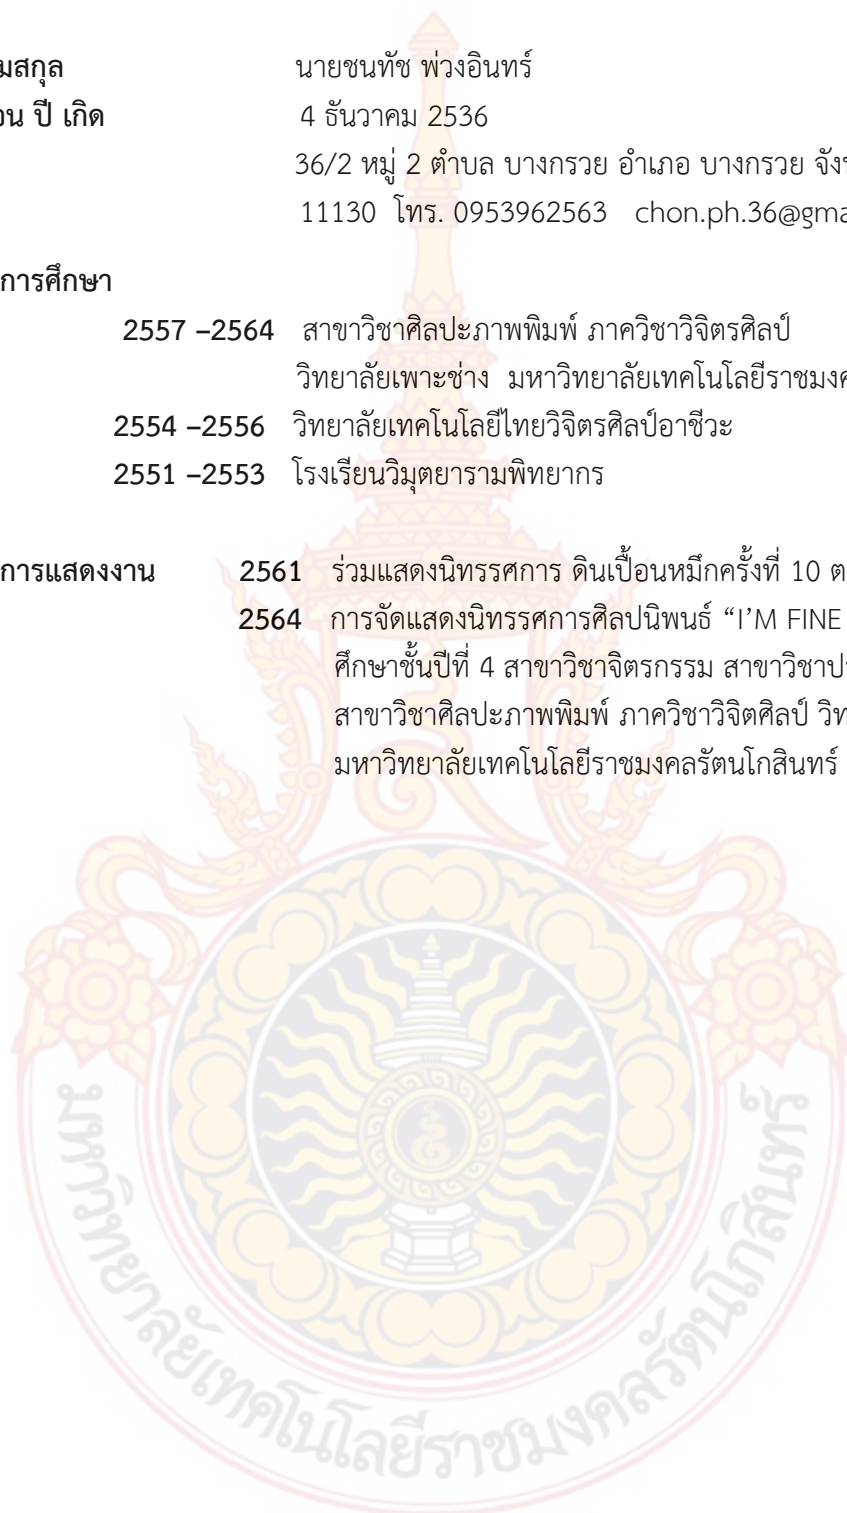 มสกุล นายชนทัช พ่วงอินทร์
อน ปี เกิด 4 ธันวาคม 2536
36/2 หมู่ 2 ตำบล บางกรวย อำเภอ บางกรวย จัง
11130 โทร. 0953962563 chon.ph.36@gma
การศึกษา
2557 –2564 สาขาวิชาศิลปะภาพพิมพ์ ภาควิชาวิจิตรศิลป์
วิทยาลัยเพาะช่าง มหาวิทยาลัยเทคโนโลยีราชมงค
2554 –2556 วิทยาลัยเทคโนโลยีไทยวิจิตรศิลป์อาชีวะ
2551 –2553 โรงเรียนวิมุตยารามพิทยากร
การแสดงงาน 2561 ร่วมแสดงนิทรรศการ ดินเปื้อนหมึกครั้งที่ 10 ต
2564 การจัดแสดงนิทรรศการศิลปนิพนธ์ “I’M FINE
ศึกษาชั้นปีที่ 4 สาขาวิชาจิตรกรรม สาขาวิชาป
สาขาวิชาศิลปะภาพพิมพ์ ภาควิชาวิจิตศิลป์ วิท
มหาวิทยาลัยเทคโนโลยีราชมงคลรัตนโกสินทร์
มหาวิทยาลัยเทคโนโลยีราชมงคลรัตนโกสินทร์